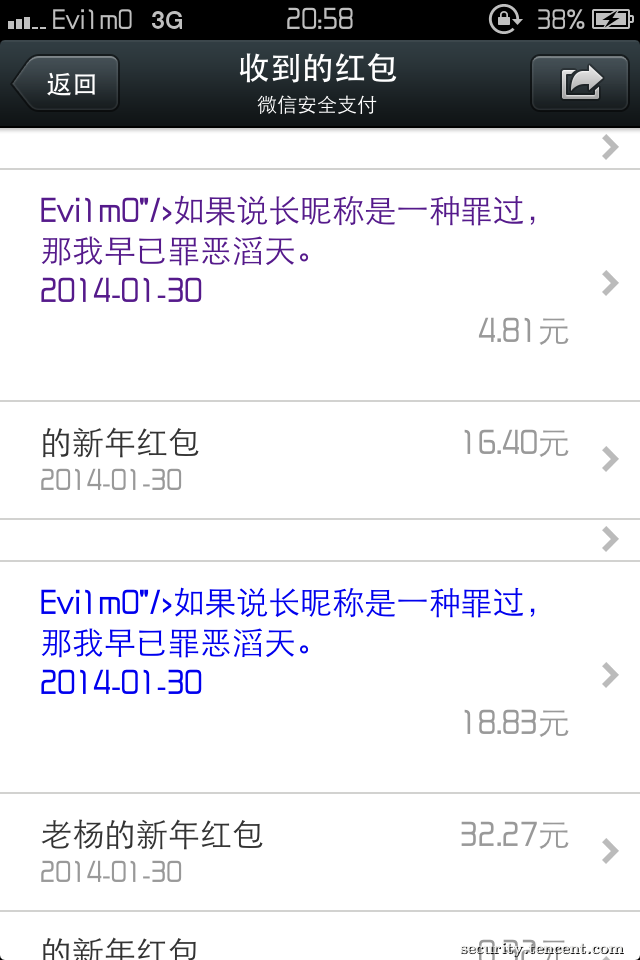 Evi1m0 3G 20:58 38%
返回
收到的红包
微信安全支付
Evi1m0"/>如果说长昵称是一种罪过，
那我早已罪恶滔天。
2014-01-30
4.81元
的新年红包 16.40元
2014-01-30
Evi1m0"/>如果说长昵称是一种罪过，
那我早已罪恶滔天。
2014-01-30
18.83元
老杨的新年红包 32.27元
2014-01-30
的新年红包
security.tencent.com